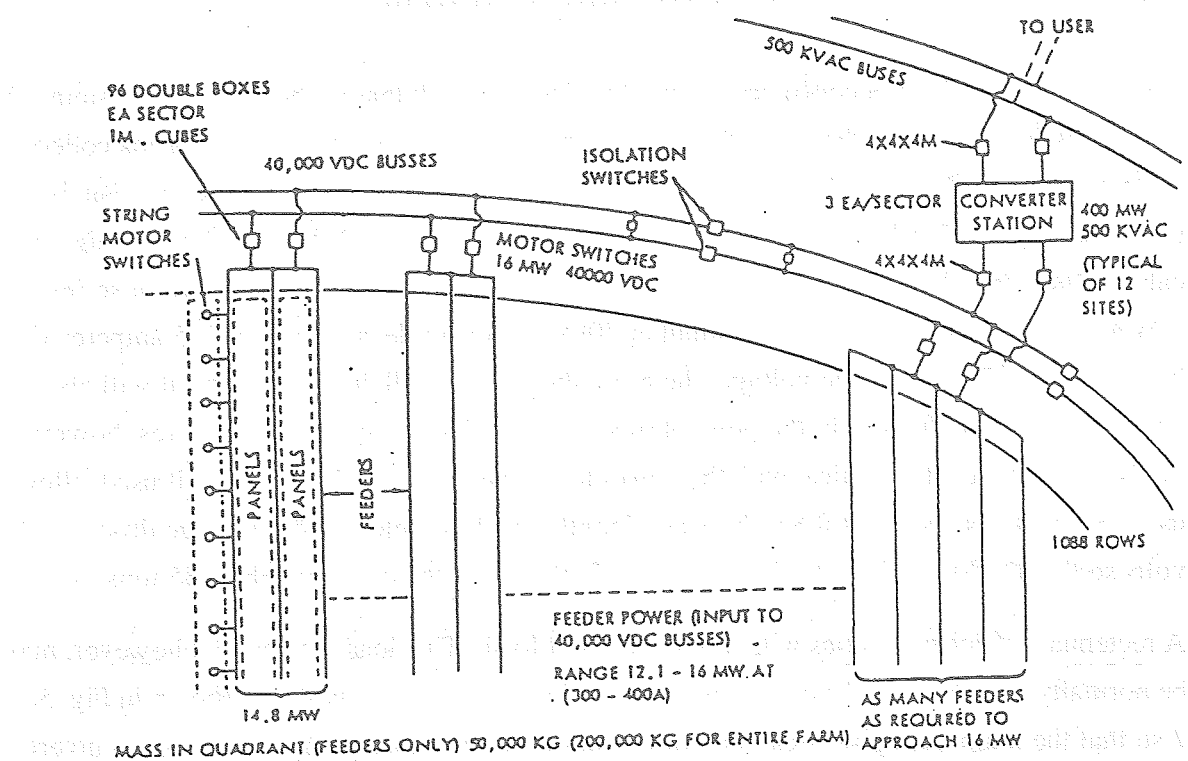 TO USER
500 KVAC BUSES
96 DOUBLE BOXES
EA SECTOR
1M. CUBES
40,000 VDC BUSSES
ISOLATION
SWITCHES
4X4X4M
3 EA/SECTOR
CONVERTER
STATION
400 MW
500 KVAC
(TYPICAL
OF 12
SITES)
STRING
MOTOR
SWITCHES
MOTOR SWITCHES
16 MW 40000 VDC
4X4X4M
PANELS
PANELS
FEEDERS
1088 ROWS
FEEDER POWER (INPUT TO
40,000 VDC BUSSES)
RANGE 12.1 - 16 MW AT
(300 - 400A)
14.8 MW
AS MANY FEEDERS
AS REQUIRED TO
APPROACH 16 MW
MASS IN QUADRANT (FEEDERS ONLY) 50,000 KG (200,000 KG FOR ENTIRE FARM)